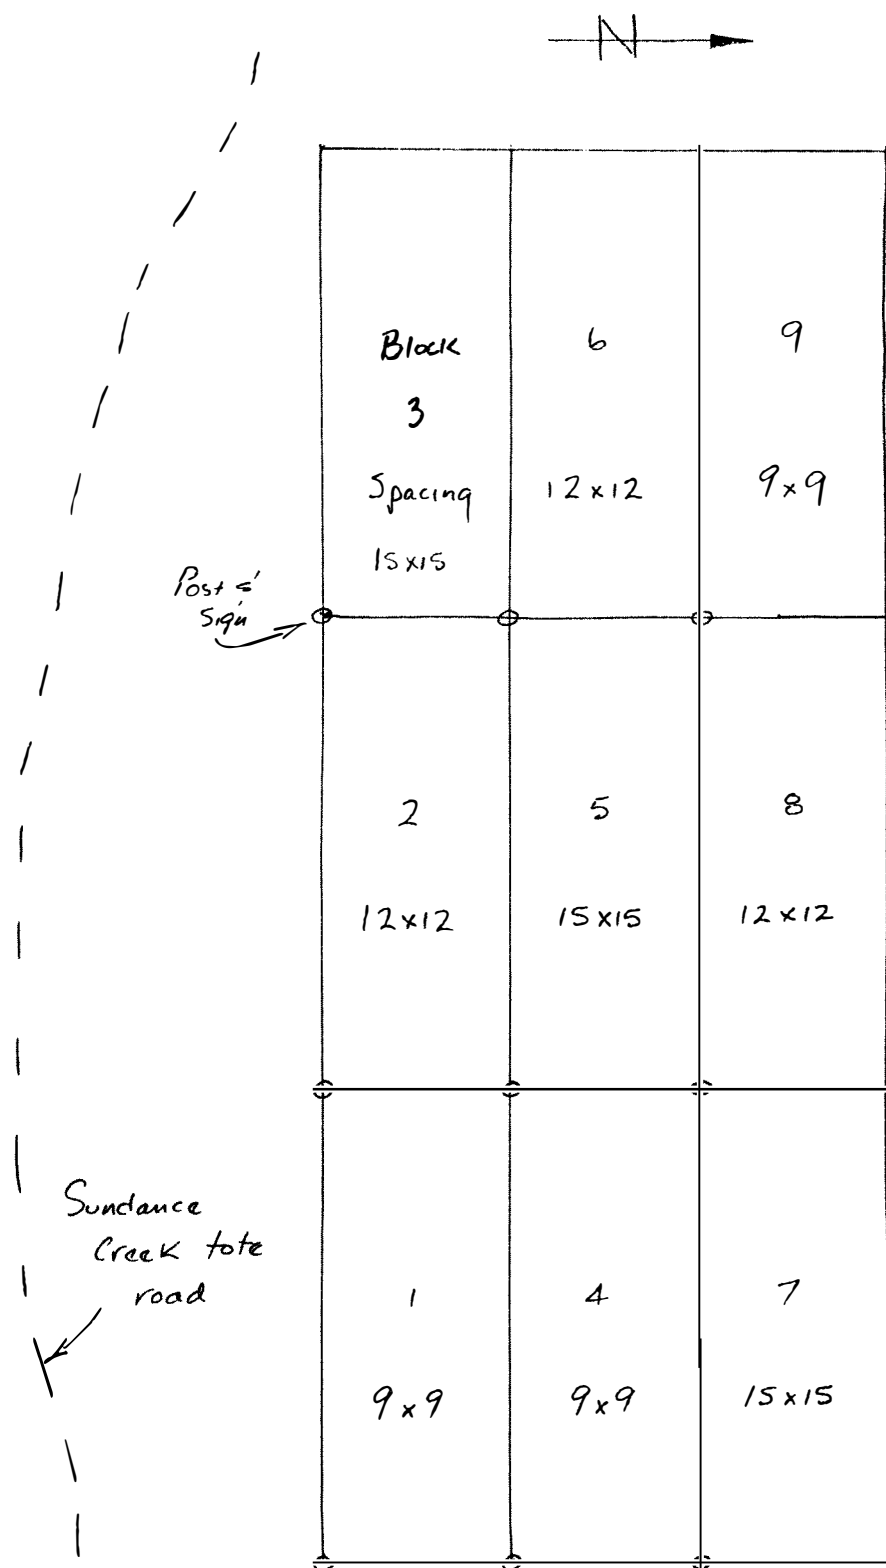 N
Block
3
Spacing
15x15
6
12x12
9
9x9
Post &
Sign
2
12x12
5
15x15
8
12x12
Sundance
Creek tote
road
1
9x9
4
9x9
7
15x15